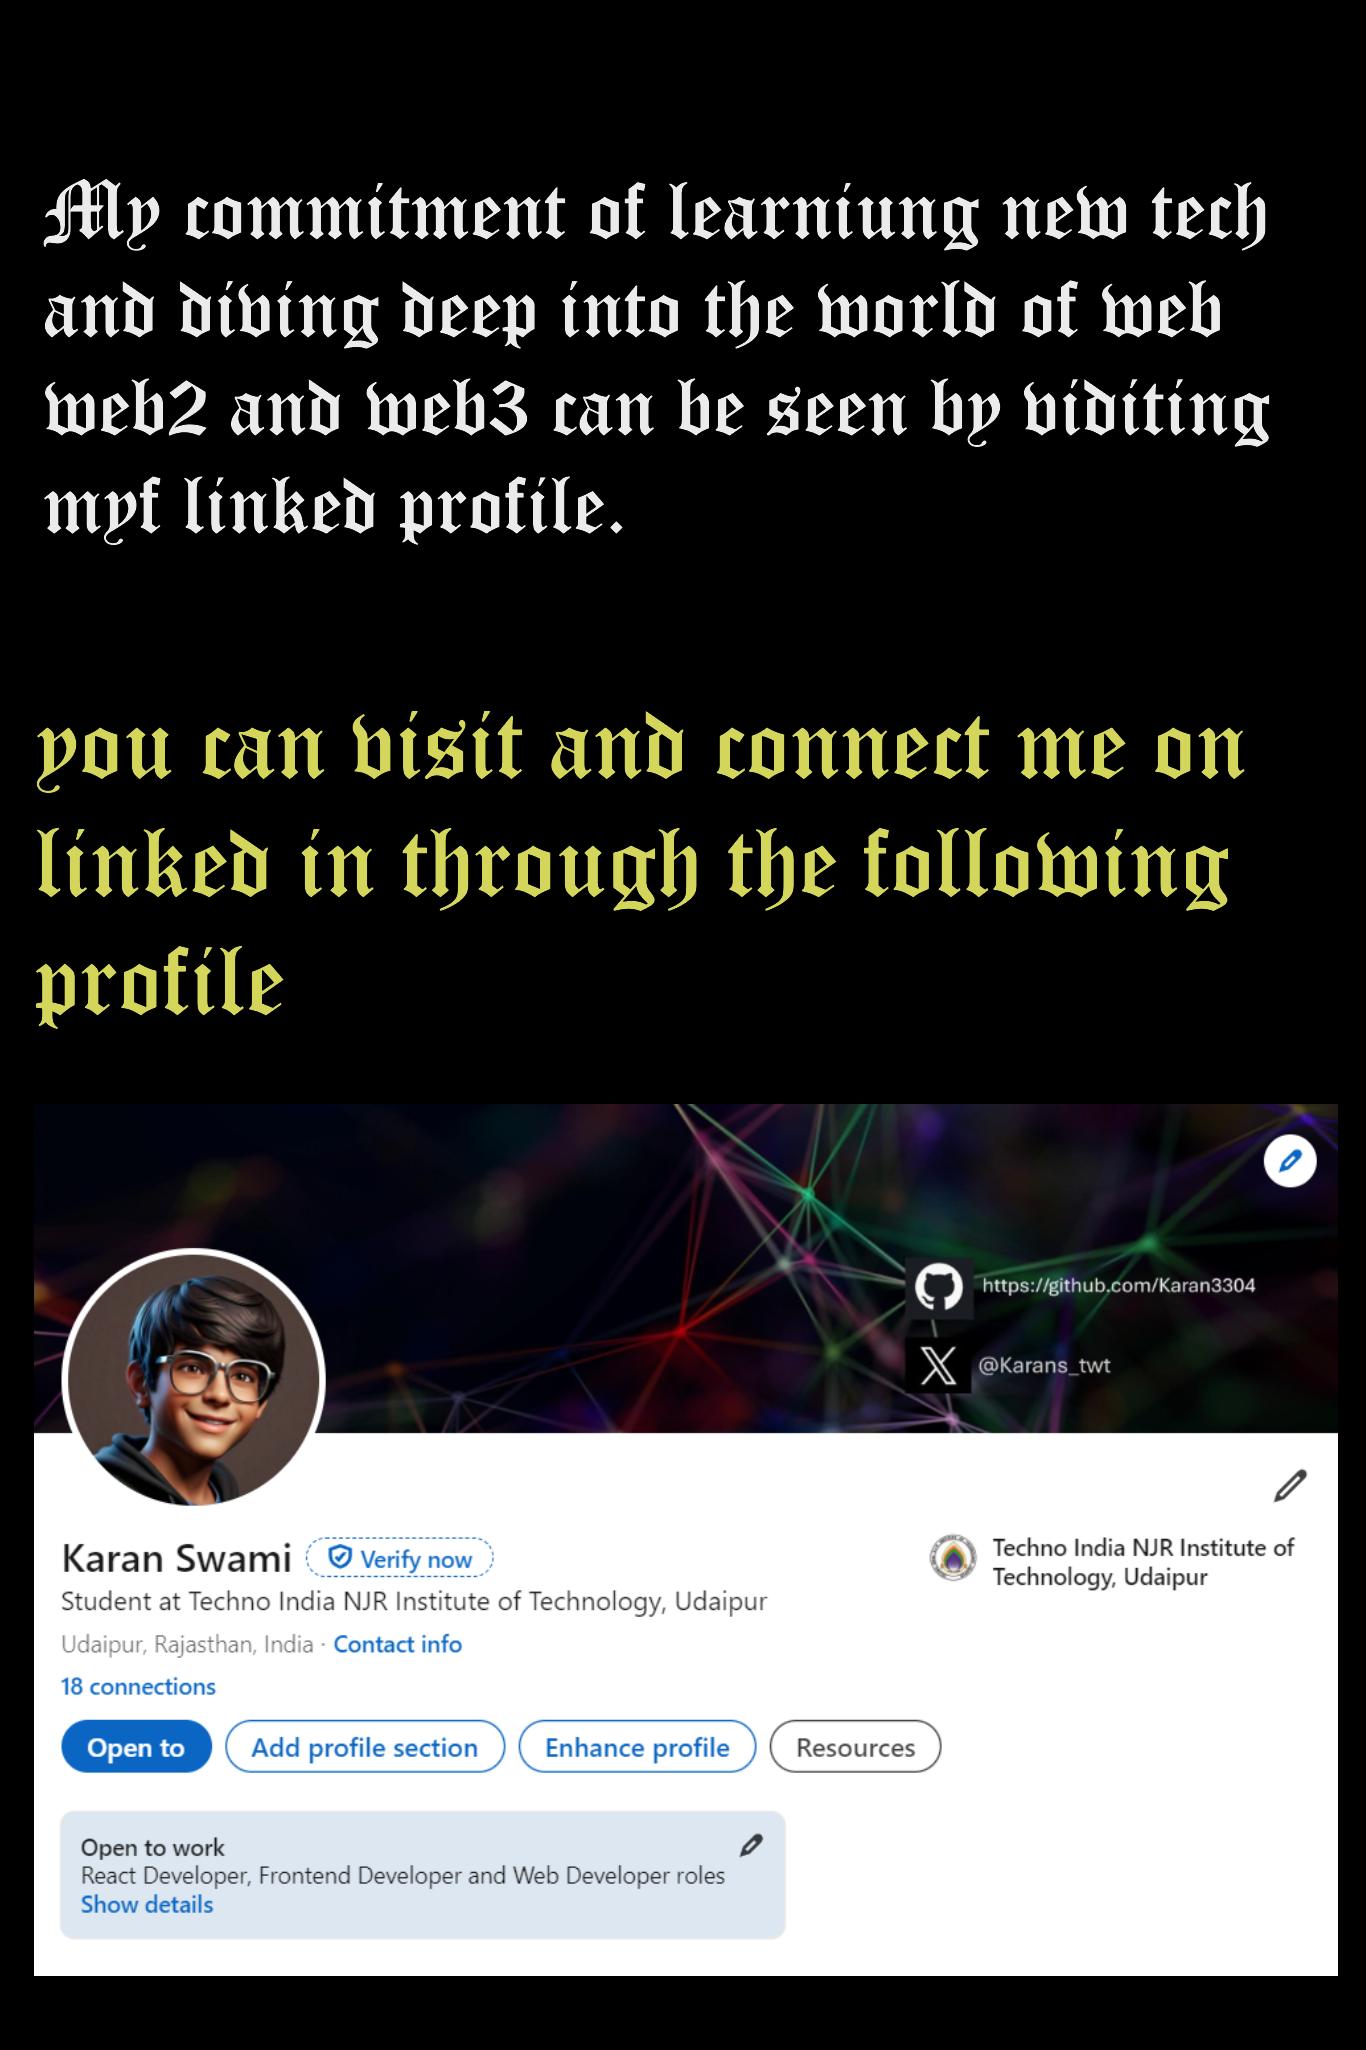 My commitment of learniung new tech
and diving deep into the world of web
web2 and web3 can be seen by viditing
myf linked profile.
you can visit and connect me on
linked in through the following
profile
https://github.com/Karan3304
@Karans_twt
Karan Swami Verify now
Techno India NJR Institute of
Technology, Udaipur
Student at Techno India NJR Institute of Technology, Udaipur
Udaipur, Rajasthan, India · Contact info
18 connections
Open to Add profile section Enhance profile Resources
Open to work
React Developer, Frontend Developer and Web Developer roles
Show details